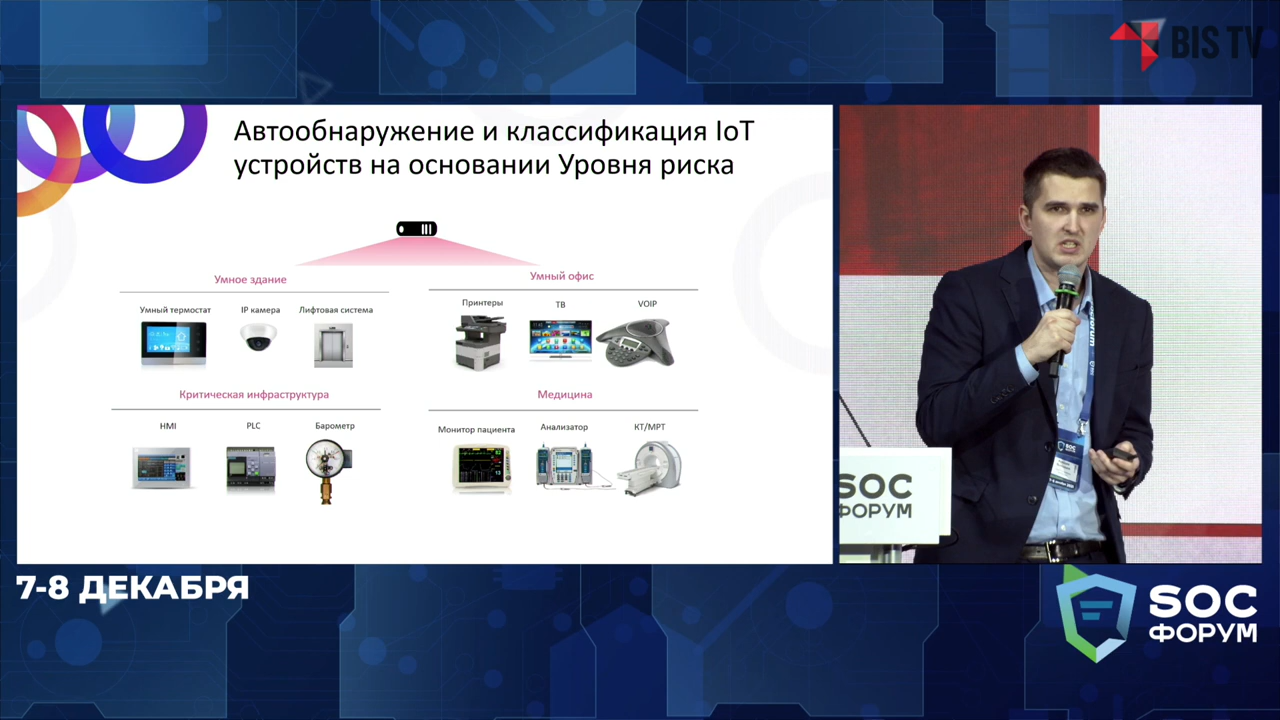 BIS TV
Автообнаружение и классификация IoT
устройств на основании Уровня риска
Умное здание
Умный офис
Умный термостат
IP камера
Лифтовая система
Принтеры
ТВ
VOIP
Критическая инфраструктура
Медицина
HMI
PLC
Барометр
Монитор пациента
Анализатор
КТ/МРТ
SOC
ФОРУМ
SOC
7-8 ДЕКАБРЯ
SOC
ФОРУМ